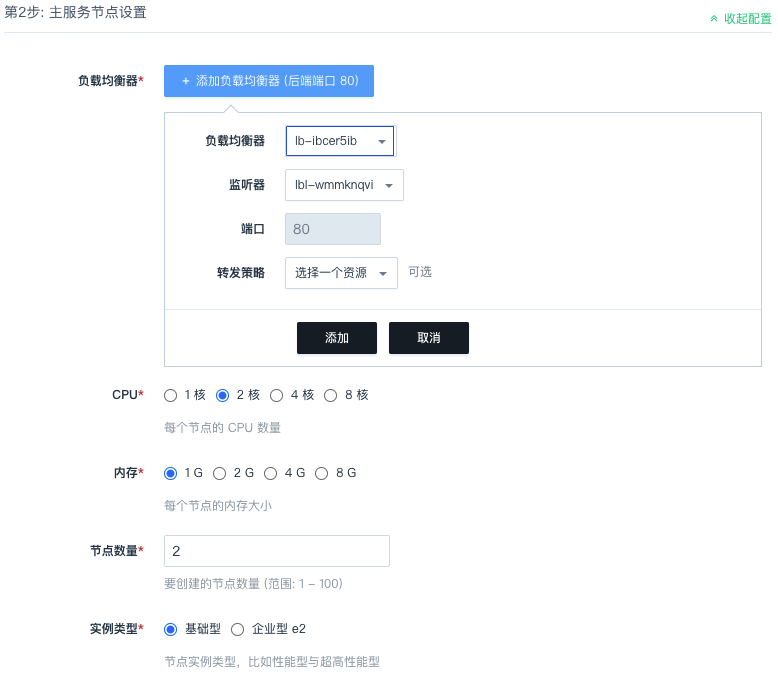 第2步: 主服务节点设置
收起配置
负载均衡器*
+ 添加负载均衡器 (后端端口 80)
负载均衡器 lb-ibcer5ib
监听器 lbl-wmmknqvi
端口 80
转发策略 选择一个资源 可选
添加 取消
CPU* 1 核 2 核 4 核 8 核
每个节点的 CPU 数量
内存* 1 G 2 G 4 G 8 G
每个节点的内存大小
节点数量* 2
要创建的节点数量 (范围: 1 - 100)
实例类型* 基础型 企业型 e2
节点实例类型，比如性能型与超高性能型